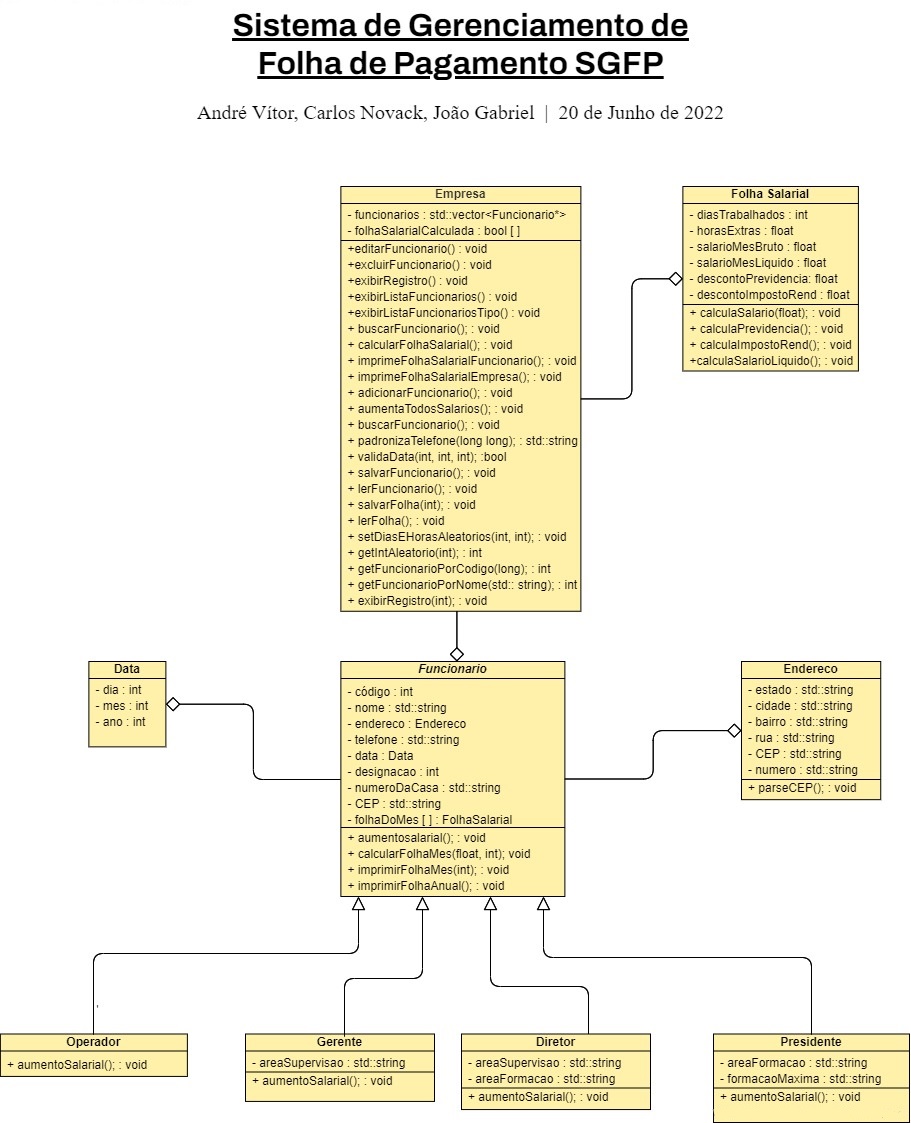 Sistema de Gerenciamento de
Folha de Pagamento SGFP
André Vítor, Carlos Novack, João Gabriel | 20 de Junho de 2022
Empresa
- funcionarios : std::vector<Funcionario*>
- folhaSalarialCalculada : bool [ ]
+editarFuncionario() : void
+excluirFuncionario() : void
+exibirRegistro() : void
+exibirListaFuncionarios() : void
+exibirListaFuncionariosTipo() : void
+ buscarFuncionario(); : void
+ calcularFolhaSalarial(); : void
+ imprimeFolhaSalarialFuncionario(); : void
+ imprimeFolhaSalarialEmpresa(); : void
+ adicionarFuncionario(); : void
+ aumentaTodosSalarios(); : void
+ buscarFuncionario(); : void
+ padronizaTelefone(long long); : std::string
+ validaData(int, int, int); :bool
+ salvarFuncionario(); : void
+ lerFuncionario(); : void
+ salvarFolha(int); : void
+ lerFolha(); : void
+ setDiasEHorasAleatorios(int, int); : void
+ getIntAleatorio(int); : int
+ getFuncionarioPorCodigo(long); : int
+ getFuncionarioPorNome(std:: string); : int
+ exibirRegistro(int); : void
Folha Salarial
- diasTrabalhados : int
- horasExtras : float
- salarioMesBruto : float
- salarioMesLiquido : float
- descontoPrevidencia: float
- descontoImpostoRend : float
+ calculaSalario(float); : void
+ calculaPrevidencia(); : void
+ calculaImpostoRend(); : void
+calculaSalarioLiquido(); : void
Data
- dia : int
- mes : int
- ano : int
Funcionario
- código : int
- nome : std::string
- endereco : Endereco
- telefone : std::string
- data : Data
- designacao : int
- numeroDaCasa : std::string
- CEP : std::string
- folhaDoMes [ ] : FolhaSalarial
+ aumentosalarial(); : void
+ calcularFolhaMes(float, int); void
+ imprimirFolhaMes(int); : void
+ imprimirFolhaAnual(); : void
Endereco
- estado : std::string
- cidade : std::string
- bairro : std::string
- rua : std::string
- CEP : std::string
- numero : std::string
+ parseCEP(); : void
Operador
+ aumentoSalarial(); : void
Gerente
- areaSupervisao : std::string
+ aumentoSalarial(); : void
Diretor
- areaSupervisao : std::string
- areaFormacao : std::string
+ aumentoSalarial(); : void
Presidente
- areaFormacao : std::string
- formacaoMaxima : std::string
+ aumentoSalarial(); : void